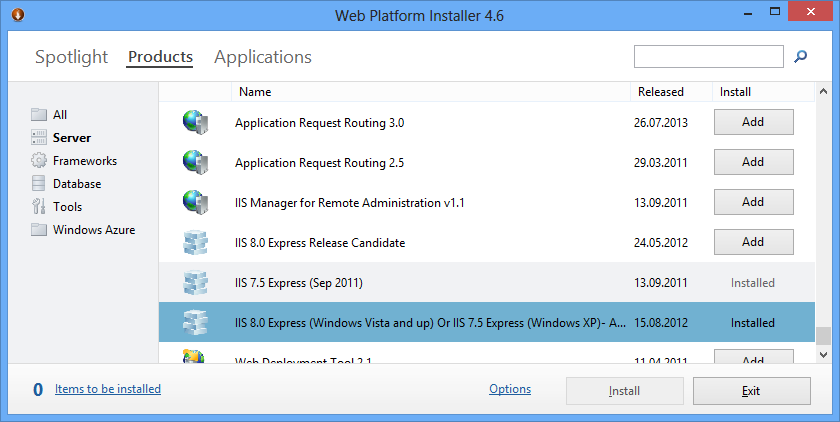 Web Platform Installer 4.6
Spotlight Products Applications
Name Released Install
All
Server
Frameworks
Database
Tools
Windows Azure
Application Request Routing 3.0 26.07.2013 Add
Application Request Routing 2.5 29.03.2011 Add
IIS Manager for Remote Administration v1.1 13.09.2011 Add
IIS 8.0 Express Release Candidate 24.05.2012 Add
IIS 7.5 Express (Sep 2011) 13.09.2011 Installed
IIS 8.0 Express (Windows Vista and up) Or IIS 7.5 Express (Windows XP)- A... 15.08.2012 Installed
Web Deployment Tool 2.1 11.04.2011 Add
0 Items to be installed Options Install Exit